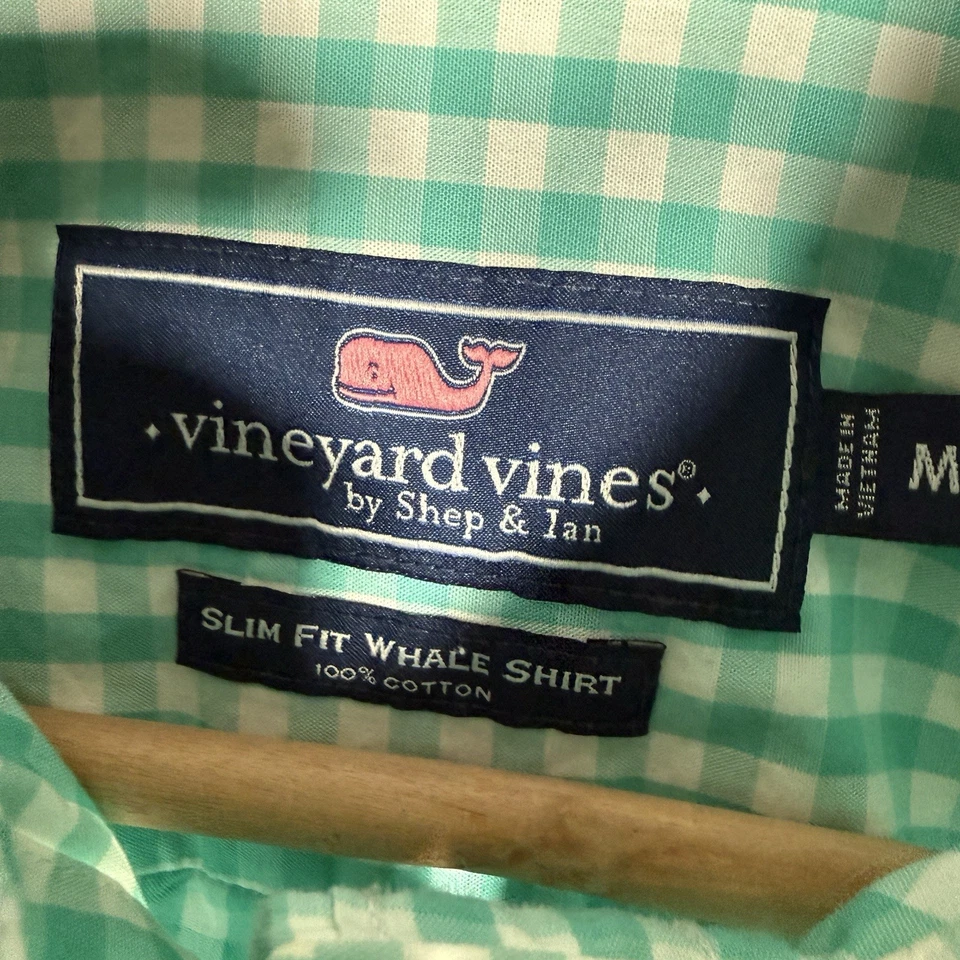 vineyard vines®
by Shep & Ian
MADE IN
VIETNAM
M
SLIM FIT WHALE SHIRT
100% COTTON